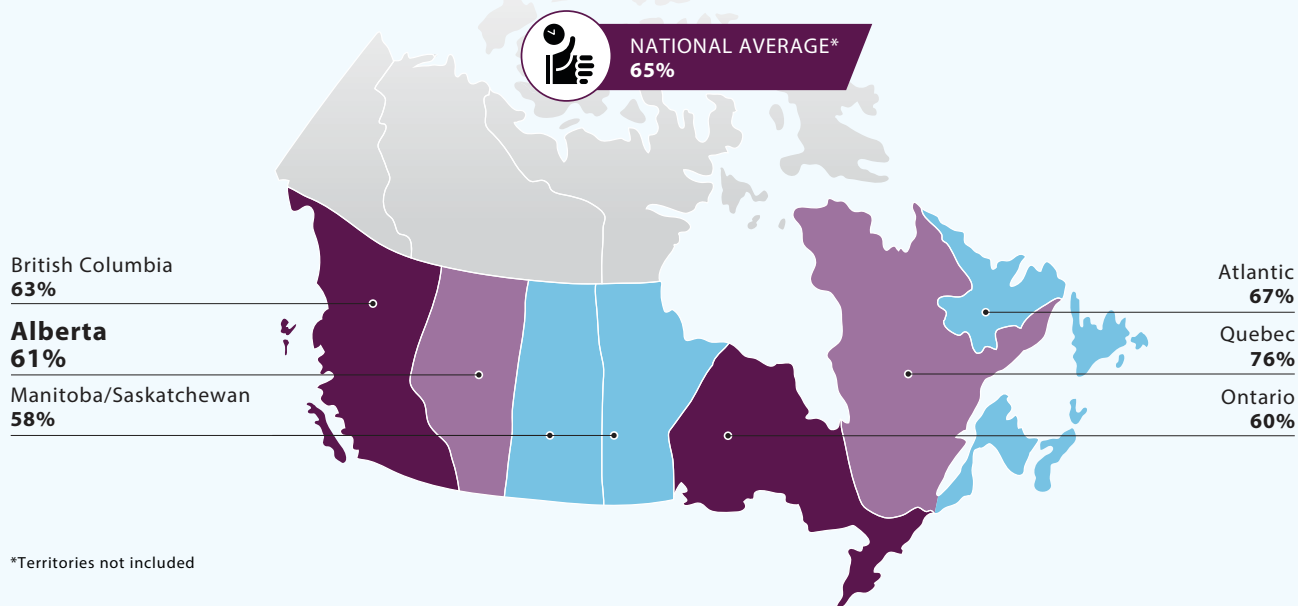 NATIONAL AVERAGE*
65%
British Columbia
63%
Alberta
61%
Manitoba/Saskatchewan
58%
Atlantic
67%
Quebec
76%
Ontario
60%
*Territories not included